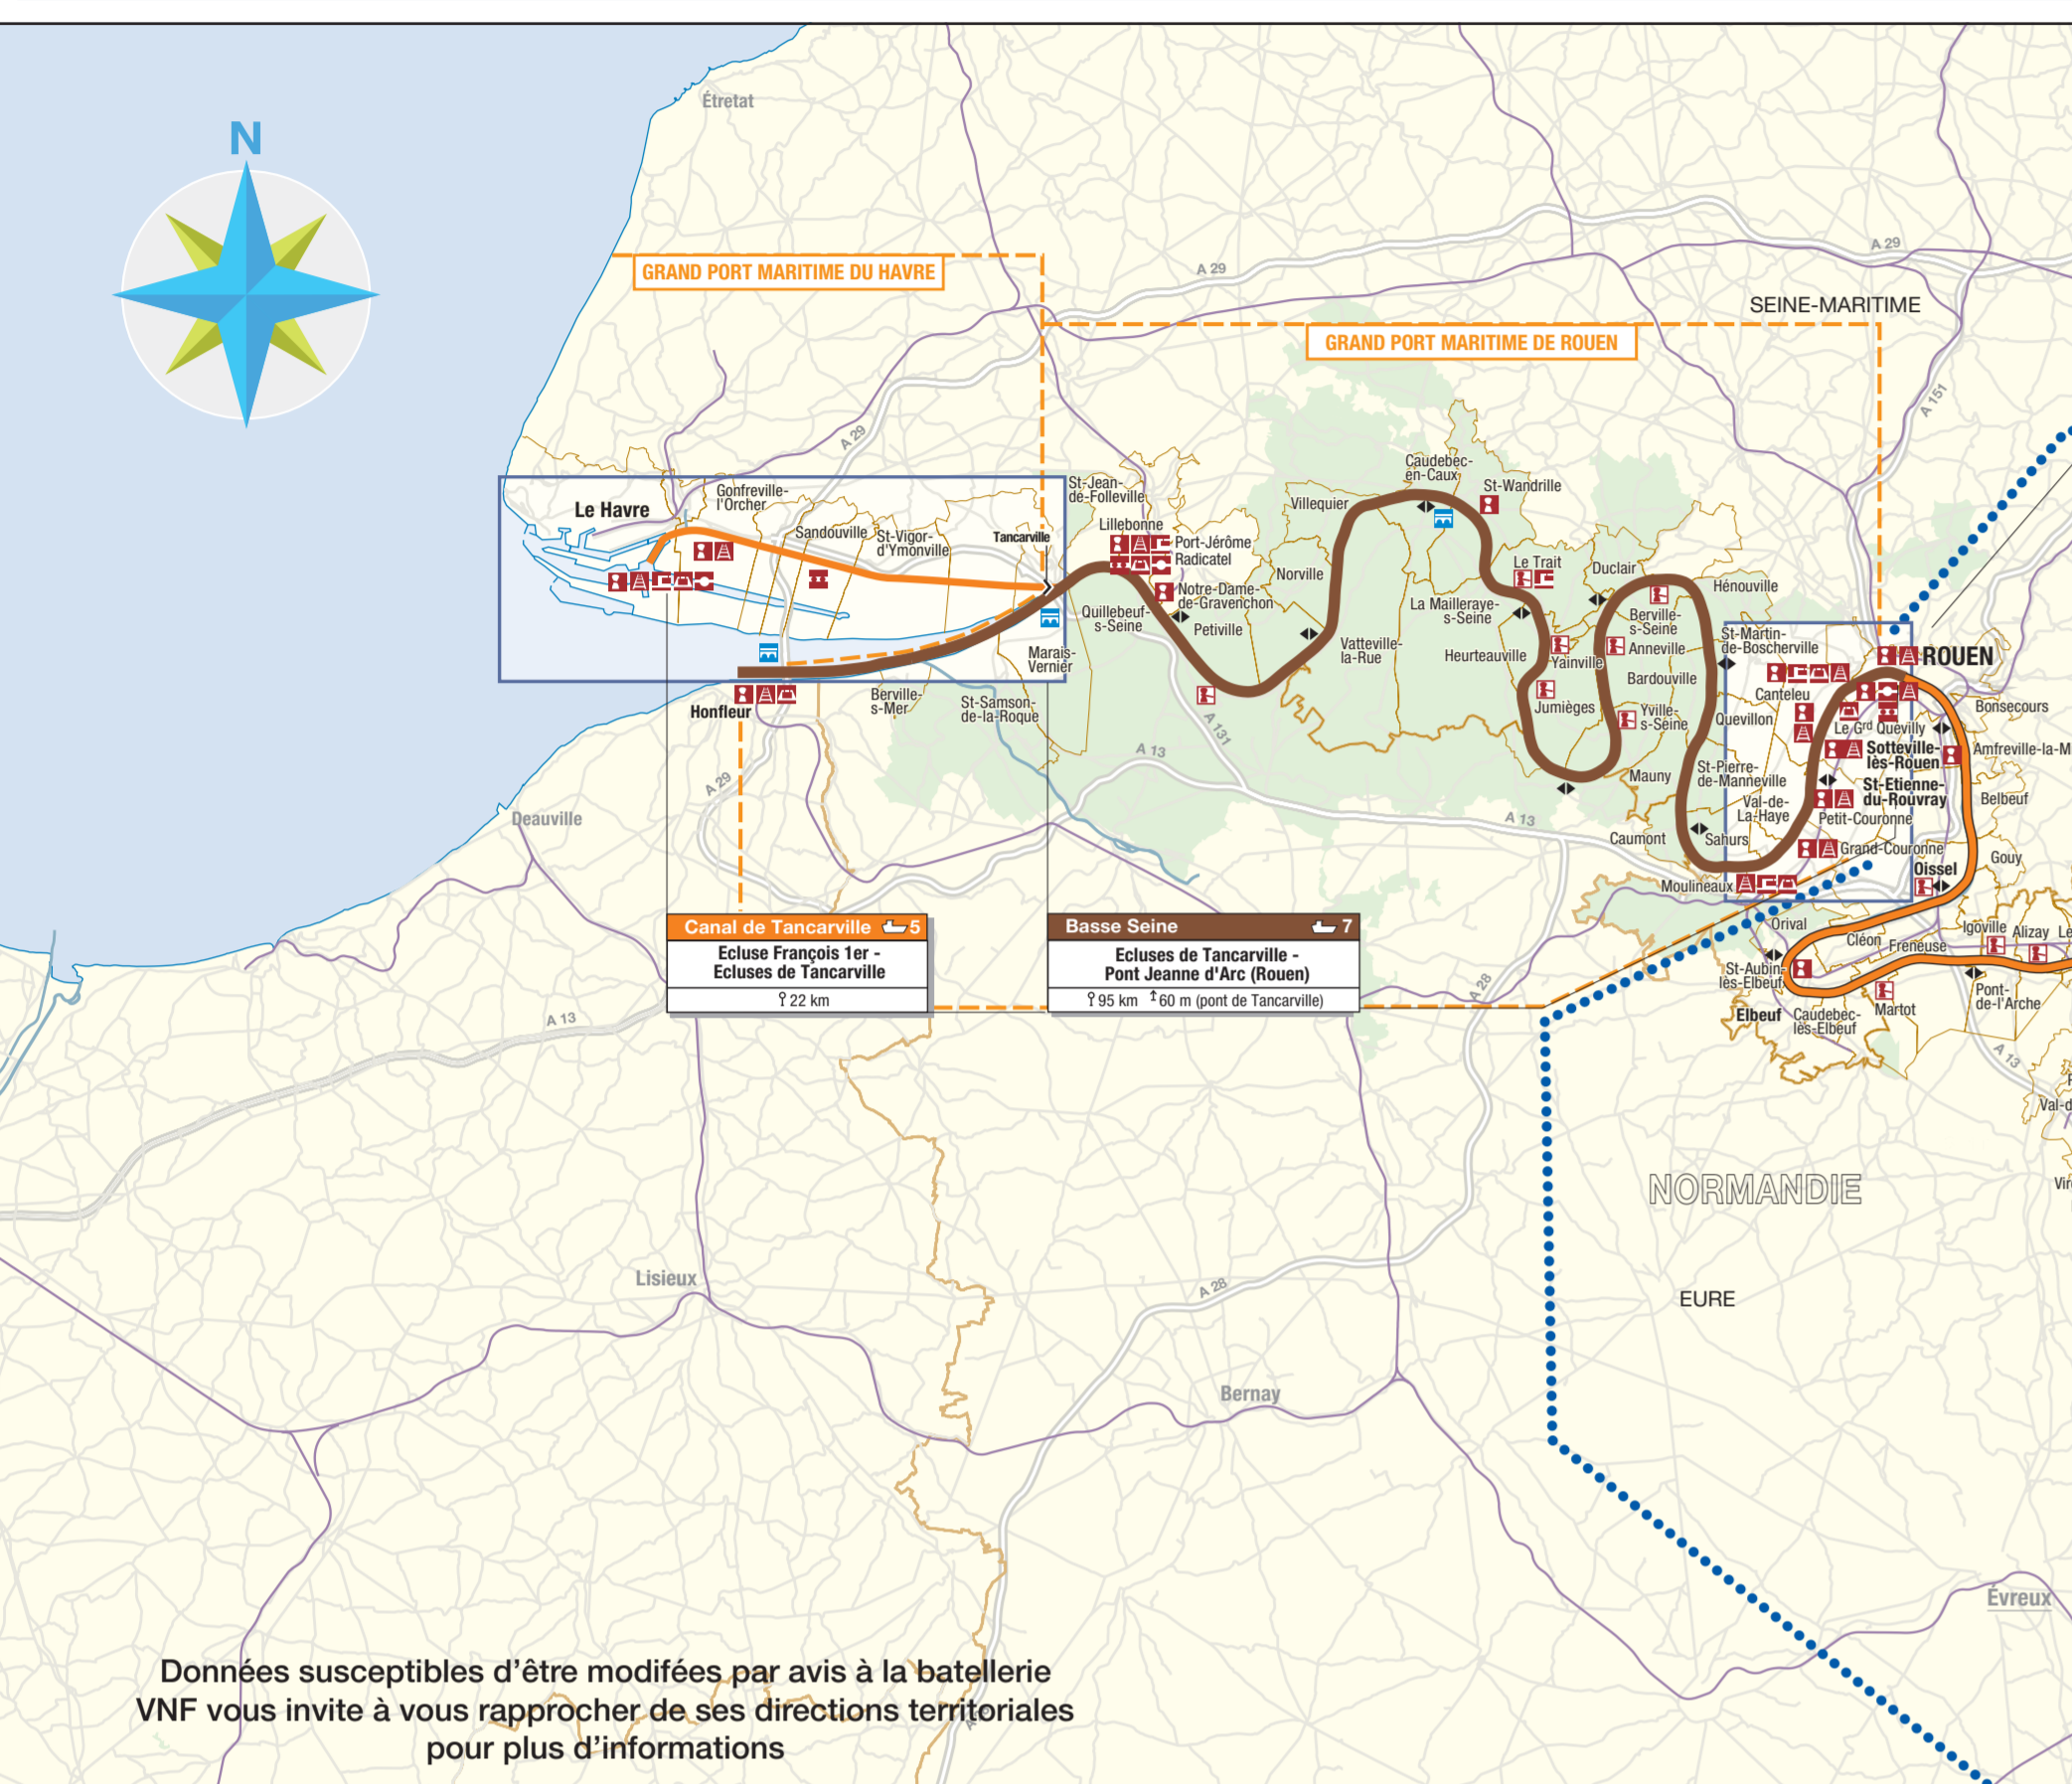 N
Étretat
GRAND PORT MARITIME DU HAVRE
A 29
A 29
SEINE-MARITIME
GRAND PORT MARITIME DE ROUEN
A 151
A 29
Caudebec-
en-Caux
St-Wandrille
St-Jean-
de-Folleville
Gonfreville-
l'Orcher
Le Havre
Villequier
Sandouville
St-Vigor-
d'Ymonville
Tancarville
Lillebonne
Port-Jérôme
Radicatel
Le Trait
Duclair
Norville
Hénouville
Notre-Dame-
de-Gravenchon
Quillebeuf-
s-Seine
La Mailleraye-
s-Seine
Berville-
s-Seine
Petiville
St-Martin-
de-Boscherville
Vatteville-
la-Rue
Heurteauville
Yainville
Anneville
ROUEN
Marais-
Vernier
Bardouville
Canteleu
Berville-
s-Mer
St-Samson-
de-la-Roque
Jumièges
Yville-
s-Seine
Quevillon
Bonsecours
Honfleur
A 131
Le Grd Quevilly
A 13
Sotteville-
lès-Rouen
Amfreville-la-M
Mauny
St-Pierre-
de-Manneville
A 29
St-Etienne-
du-Rouvray
Belbeuf
Val-de-
La-Haye
Deauville
A 13
Petit-Couronne
Caumont
Sahurs
Grand-Couronne
Gouy
Oissel
Moulineaux
Canal de Tancarville 5
Ecluse François 1er -
Ecluses de Tancarville
22 km
Basse Seine 7
Ecluses de Tancarville -
Pont Jeanne d'Arc (Rouen)
95 km 60 m (pont de Tancarville)
Orival
Igoville
Alizay
Le
Cléon
Freneuse
St-Aubin-
lès-Elbeuf
A 28
Pont-
de-l'Arche
Martot
Elbeuf
Caudebec-
lès-Elbeuf
A 13
A 13
Val-d
NORMANDIE
Vir
Lisieux
A 28
EURE
Bernay
Évreux
Données susceptibles d’être modifées par avis à la batellerie
VNF vous invite à vous rapprocher de ses directions territoriales
pour plus d’informations